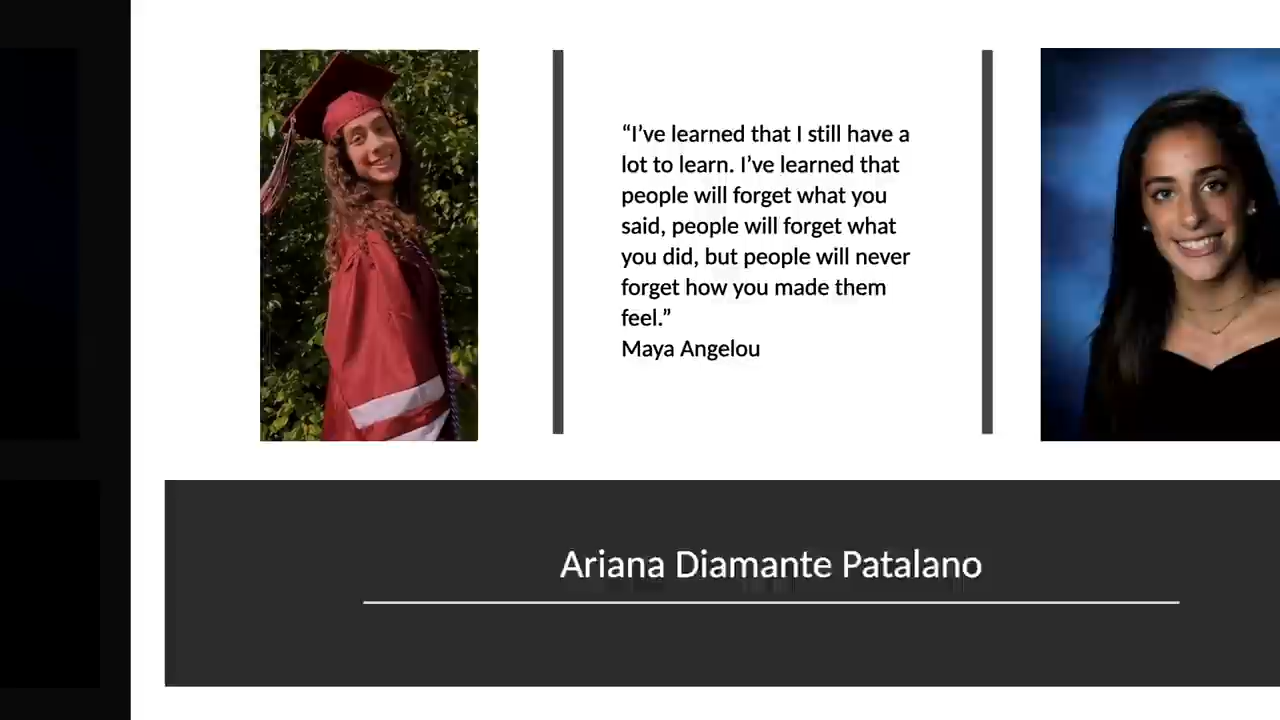 “I’ve learned that I still have a
lot to learn. I’ve learned that
people will forget what you
said, people will forget what
you did, but people will never
forget how you made them
feel.”
Maya Angelou
Ariana Diamante Patalano